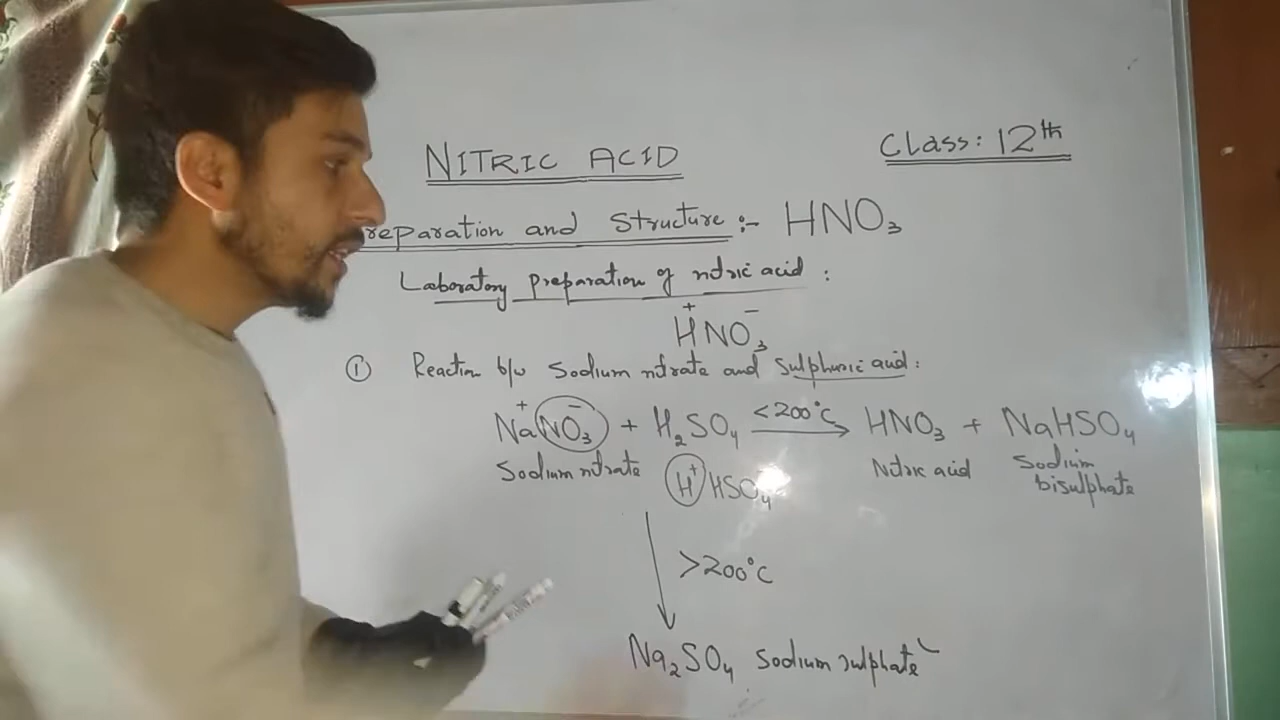 NITRIC ACID
Class: 12th
reparation and Structure :- HNO₃
Laboratory preparation of nitric acid :
H⁺NO₃⁻
① Reaction b/w Sodium nitrate and Sulphuric acid :
Na⁺NO₃⁻ + H₂SO₄ <200°C → HNO₃ + NaHSO₄
Sodium nitrate
Nitric acid
Sodium bisulphate
H⁺HSO₄⁻
>200°C
Na₂SO₄ Sodium sulphate